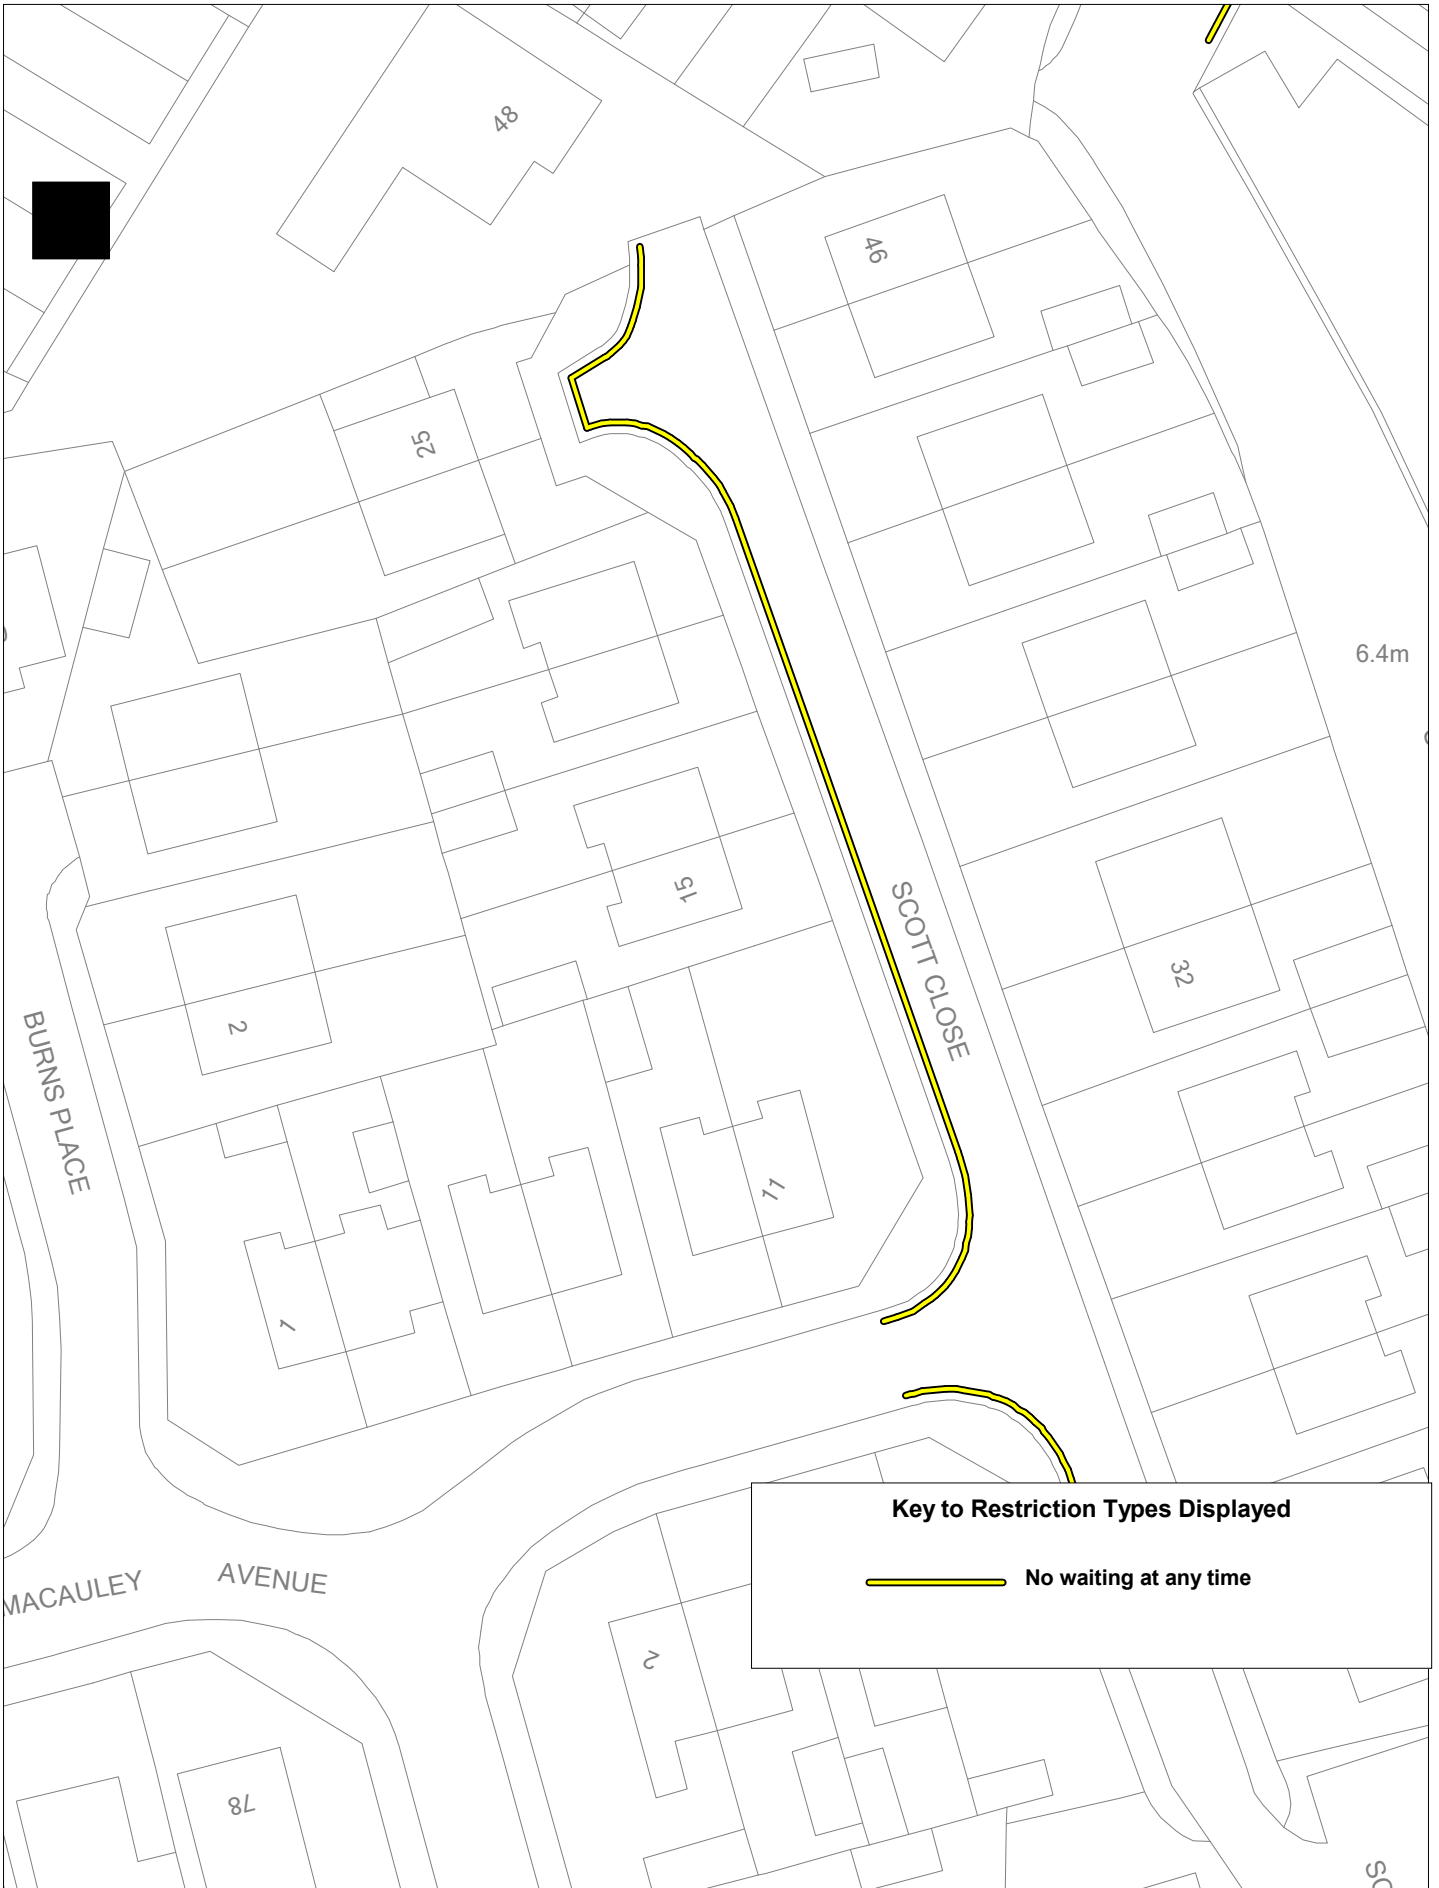 48
46
25
6.4m
15
SCOTT CLOSE
32
2
BURNS PLACE
11
1
Key to Restriction Types Displayed
No waiting at any time
MACAULEY AVENUE
2
78